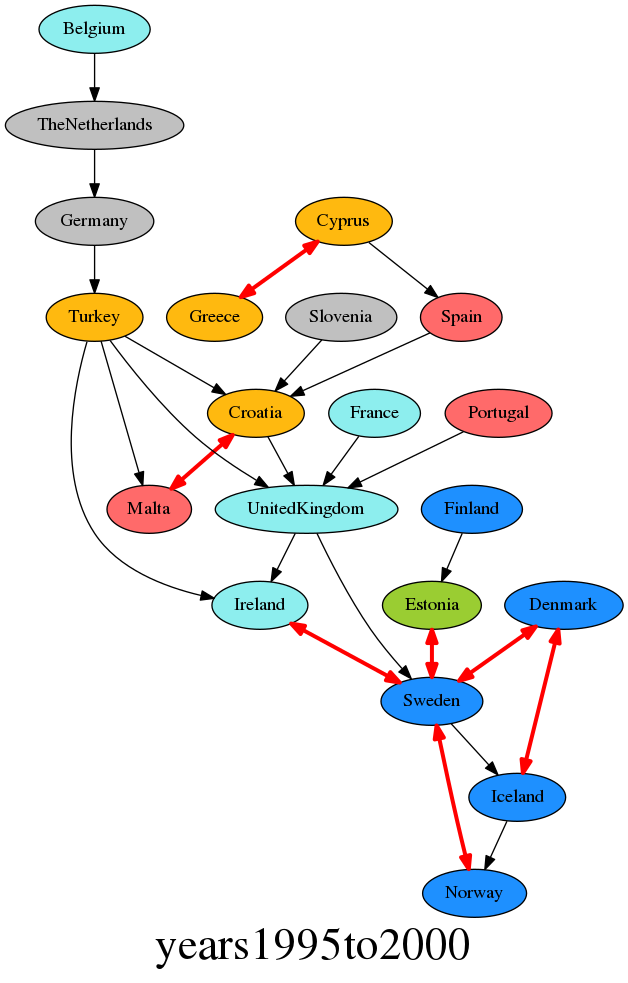 Belgium
TheNetherlands
Germany
Cyprus
Turkey
Greece
Slovenia
Spain
Croatia
France
Portugal
Malta
UnitedKingdom
Finland
Ireland
Estonia
Denmark
Sweden
Iceland
Norway
years1995to2000